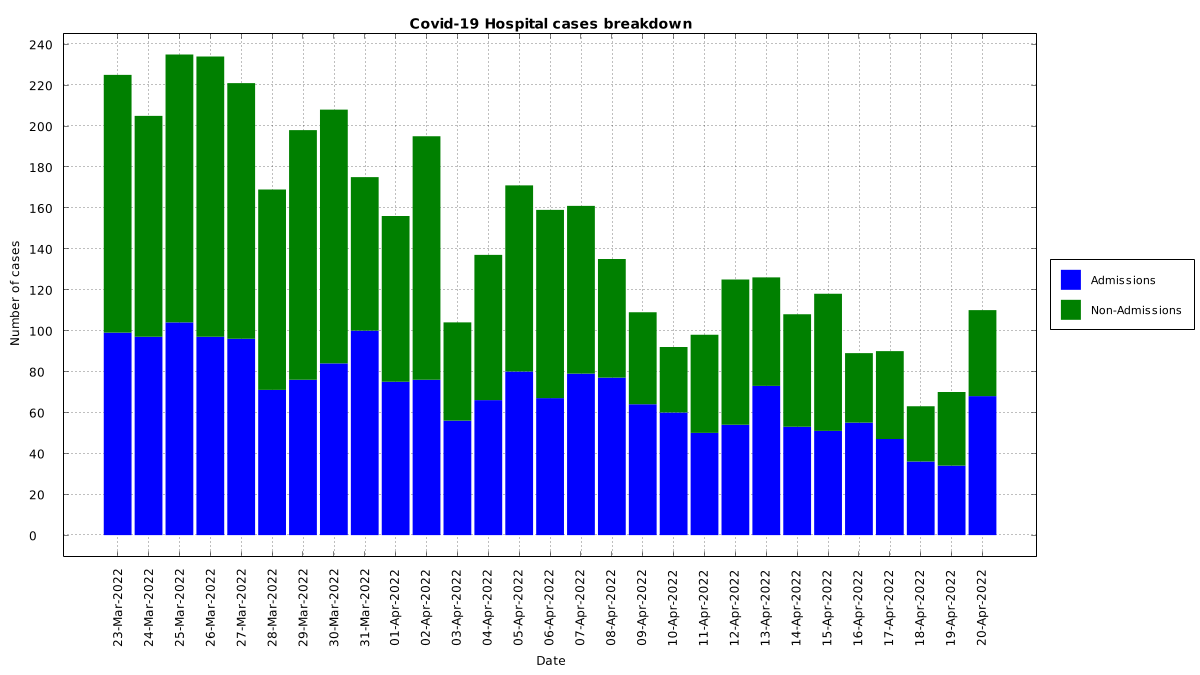 Covid-19 Hospital cases breakdown
240
220
200
180
160
140
120
100
80
60
40
20
0
Number of cases
23-Mar-2022
24-Mar-2022
25-Mar-2022
26-Mar-2022
27-Mar-2022
28-Mar-2022
29-Mar-2022
30-Mar-2022
31-Mar-2022
01-Apr-2022
02-Apr-2022
03-Apr-2022
04-Apr-2022
05-Apr-2022
06-Apr-2022
07-Apr-2022
08-Apr-2022
09-Apr-2022
10-Apr-2022
11-Apr-2022
12-Apr-2022
13-Apr-2022
14-Apr-2022
15-Apr-2022
16-Apr-2022
17-Apr-2022
18-Apr-2022
19-Apr-2022
20-Apr-2022
Date
Admissions
Non-Admissions